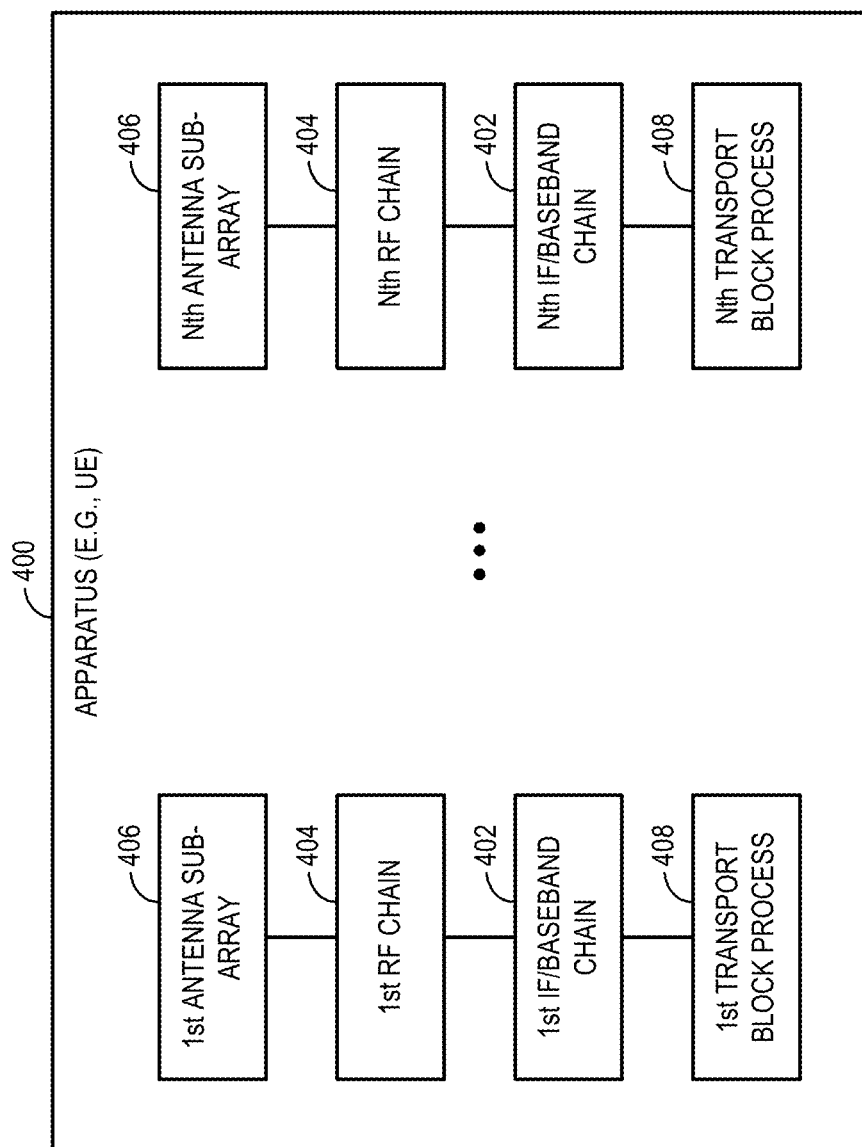 400
APPARATUS (E.G., UE)
406
1st ANTENNA SUB-
ARRAY
404
1st RF CHAIN
402
1st IF/BASEBAND
CHAIN
408
1st TRANSPORT
BLOCK PROCESS
406
Nth ANTENNA SUB-
ARRAY
404
Nth RF CHAIN
402
Nth IF/BASEBAND
CHAIN
408
Nth TRANSPORT
BLOCK PROCESS